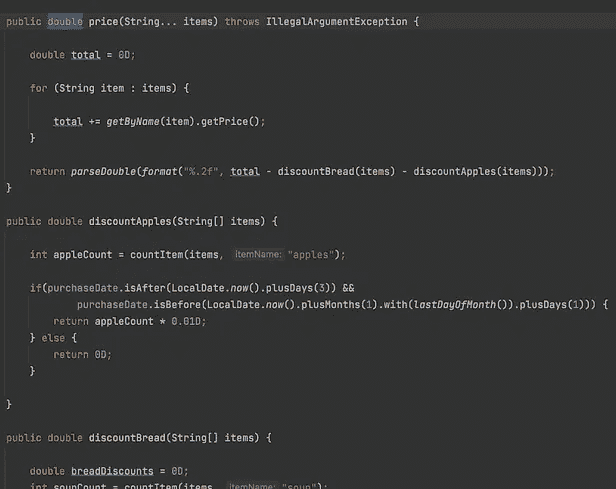 public double price(String... items) throws IllegalArgumentException {
double total = 0D;
for (String item : items) {
total += getByName(item).getPrice();
}
return parseDouble(format("%.2f", total - discountBread(items) - discountApples(items)));
}
public double discountApples(String[] items) {
int appleCount = countItem(items, itemName: "apples");
if(purchaseDate.isAfter(LocalDate.now().plusDays(3)) &&
purchaseDate.isBefore(LocalDate.now().plusMonths(1).with(lastDayOfMonth()).plusDays(1))) {
return appleCount * 0.01D;
} else {
return 0D;
}
}
public double discountBread(String[] items) {
double breadDiscounts = 0D;
int soupCount = countItem(items, itemName: "soup");